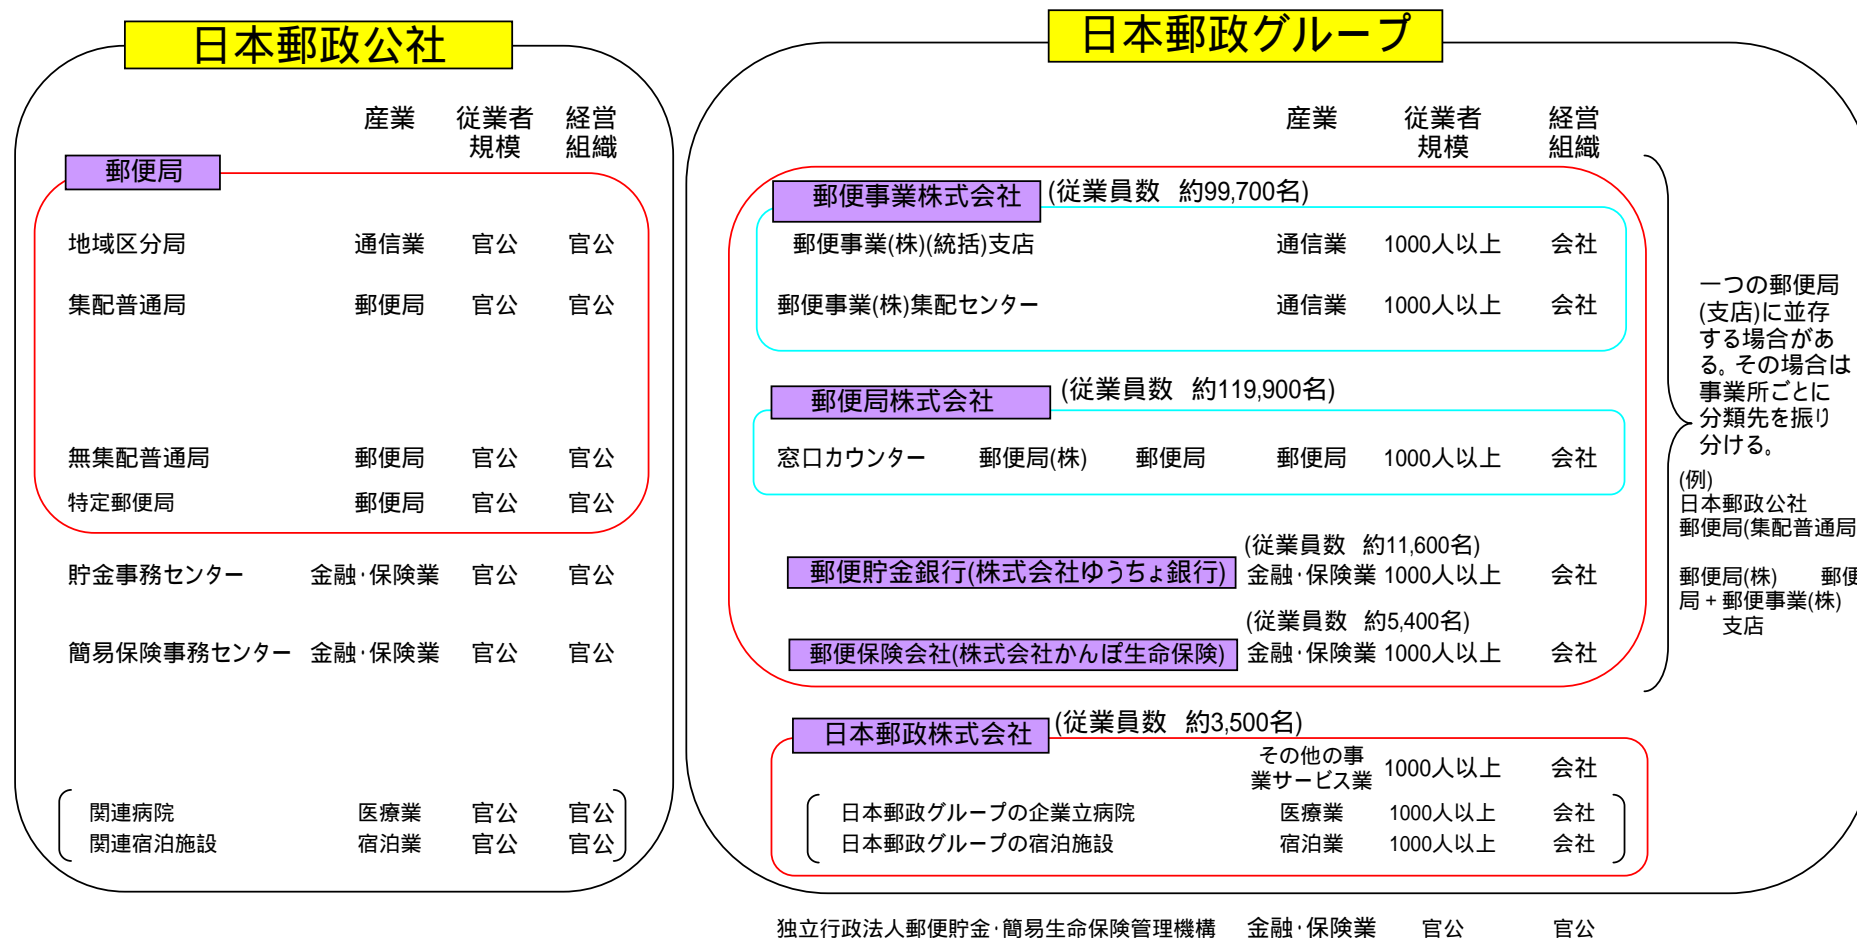 日本郵政公社
産業 従業者規模 経営組織
郵便局
地域区分局 通信業 官公 官公
集配普通局 郵便局 官公 官公
無集配普通局 郵便局 官公 官公
特定郵便局 郵便局 官公 官公
貯金事務センター 金融・保険業 官公 官公
簡易保険事務センター 金融・保険業 官公 官公
関連病院 医療業 官公 官公
関連宿泊施設 宿泊業 官公 官公
日本郵政グループ
産業 従業者規模 経営組織
郵便事業株式会社 (従業員数 約99,700名)
郵便事業(株)(統括)支店 通信業 1000人以上 会社
郵便事業(株)集配センター 通信業 1000人以上 会社
郵便局株式会社 (従業員数 約119,900名)
窓口カウンター 郵便局(株) 郵便局 郵便局 1000人以上 会社
(従業員数 約11,600名)
郵便貯金銀行(株式会社ゆうちょ銀行) 金融・保険業 1000人以上 会社
(従業員数 約5,400名)
郵便保険会社(株式会社かんぽ生命保険) 金融・保険業 1000人以上 会社
日本郵政株式会社 (従業員数 約3,500名)
その他の事
業サービス業 1000人以上 会社
日本郵政グループの企業立病院 医療業 1000人以上 会社
日本郵政グループの宿泊施設 宿泊業 1000人以上 会社
独立行政法人郵便貯金・簡易生命保険管理機構 金融・保険業 官公 官公
一つの郵便局
(支店)に並存
する場合があ
る。その場合は
事業所ごとに
分類先を振り
分ける。
(例)
日本郵政公社
郵便局(集配普通局
郵便局(株) 郵便
局+郵便事業(株)
支店